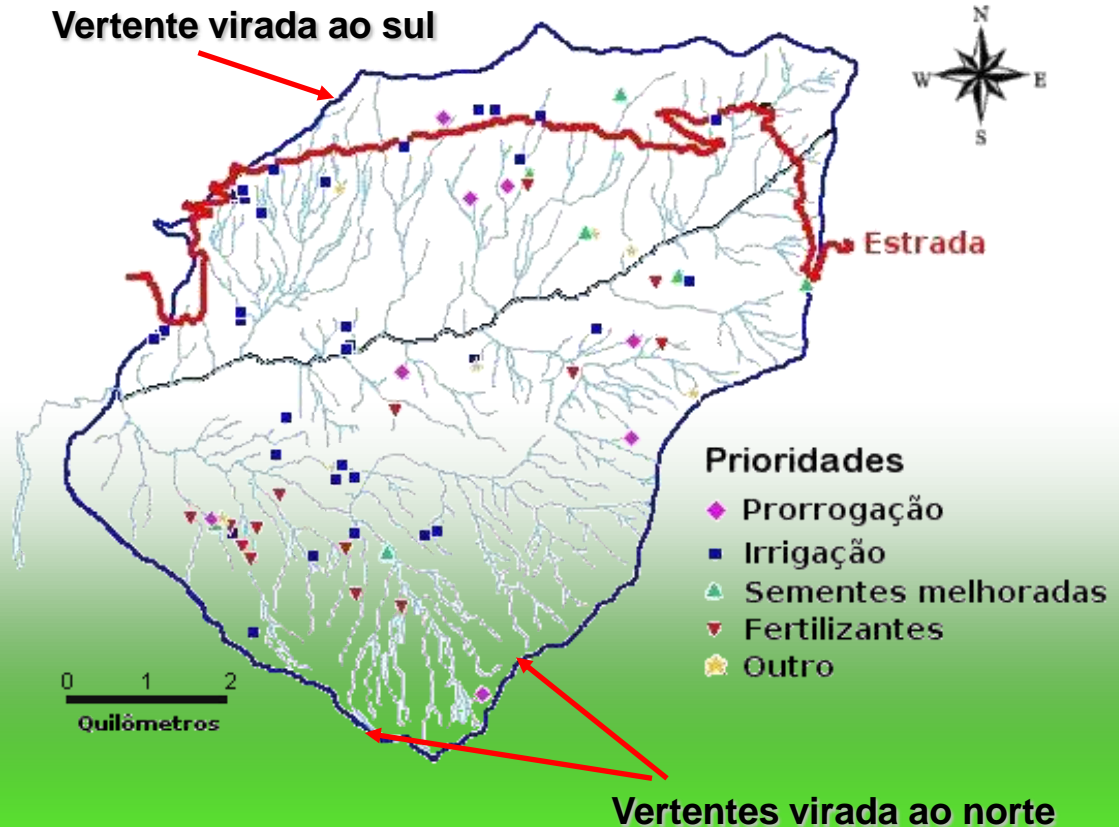 Vertente virada ao sul
N
W
E
S
Estrada
Prioridades
Prorrogação
Irrigação
Sementes melhoradas
Fertilizantes
Outro
0 1 2
Quilômetros
Vertentes virada ao norte